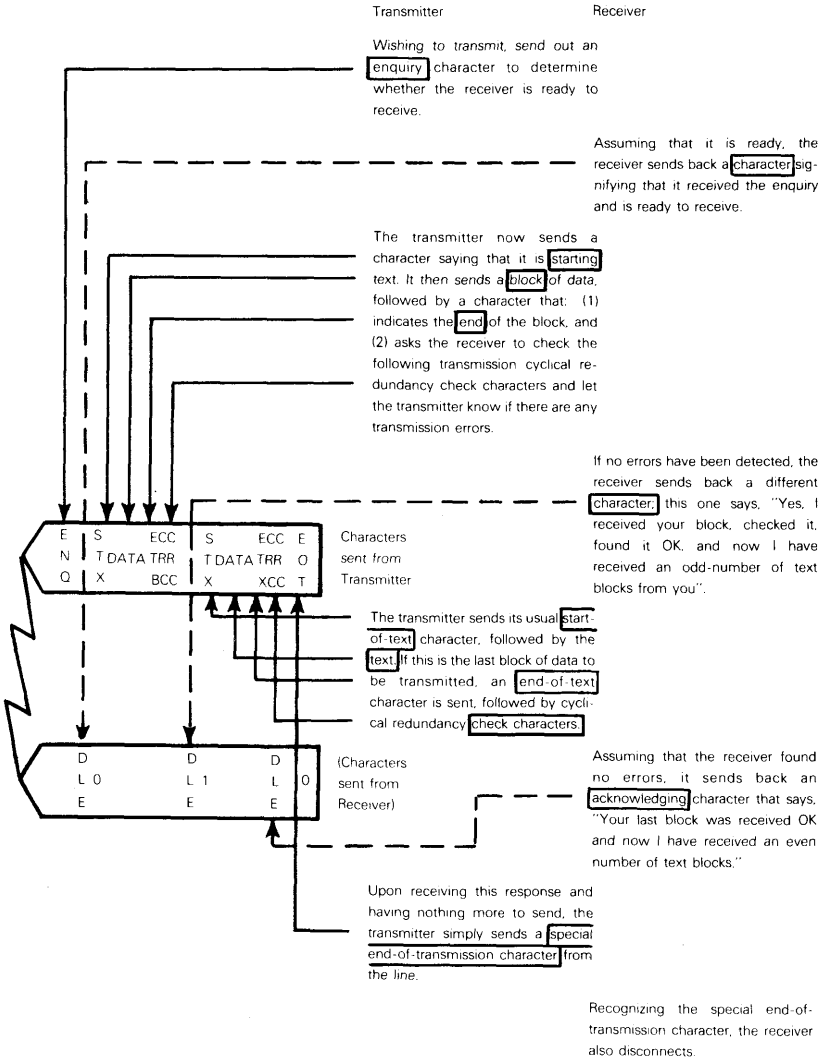 Transmitter Receiver
Wishing to transmit, send out an
enquiry character to determine
whether the receiver is ready to
receive.
Assuming that it is ready, the
receiver sends back a character sig-
nifying that it received the enquiry
and is ready to receive.
The transmitter now sends a
character saying that it is starting
text. It then sends a block of data,
followed by a character that: (1)
indicates the end of the block, and
(2) asks the receiver to check the
following transmission cyclical re-
dundancy check characters and let
the transmitter know if there are any
transmission errors.
If no errors have been detected, the
receiver sends back a different
character; this one says, "Yes, I
received your block, checked it,
found it OK, and now I have
received an odd-number of text
blocks from you".
E S ECC S ECC E
N T DATA TRR T DATA TRR O
Q X BCC X XCC T
Characters
sent from
Transmitter
The transmitter sends its usual start-
of-text character, followed by the
text. If this is the last block of data to
be transmitted, an end-of-text
character is sent, followed by cycli-
cal redundancy check characters.
D D D
L 0 L 1 L 0
E E E
(Characters
sent from
Receiver)
Assuming that the receiver found
no errors, it sends back an
acknowledging character that says,
"Your last block was received OK
and now I have received an even
number of text blocks."
Upon receiving this response and
having nothing more to send, the
transmitter simply sends a special
end-of-transmission character from
the line.
Recognizing the special end-of-
transmission character, the receiver
also disconnects.